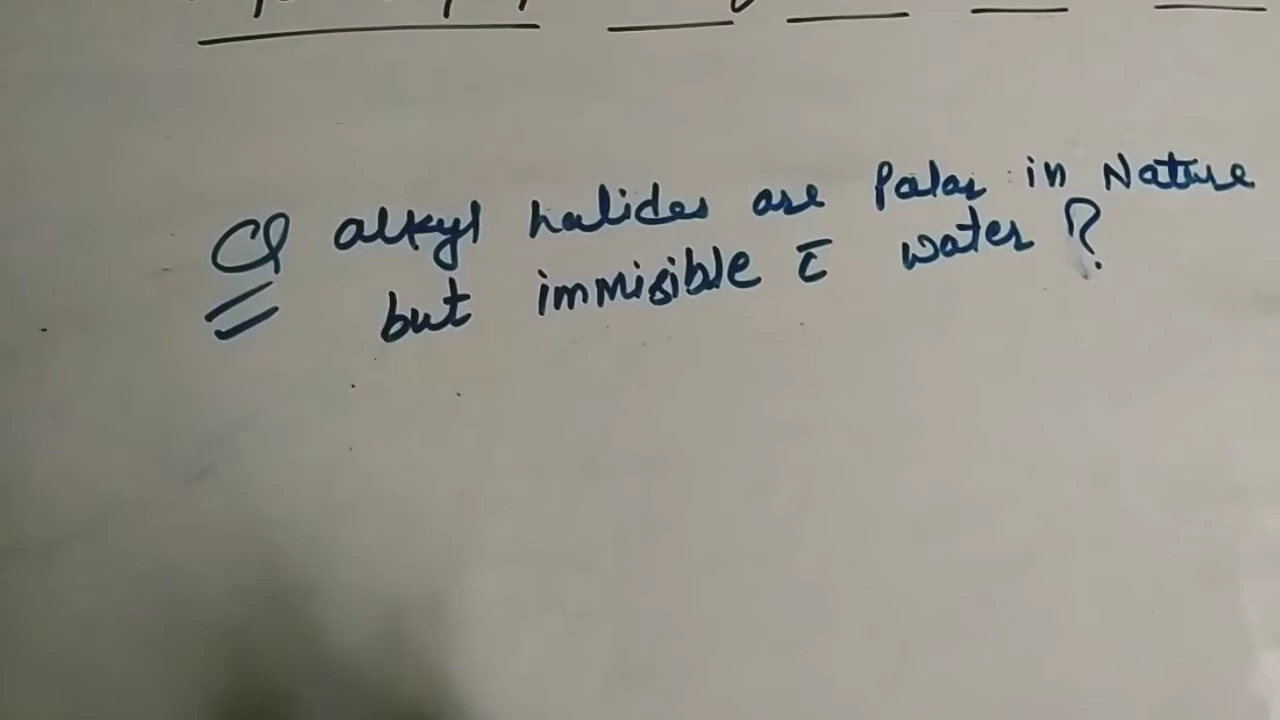 Q alkyl halides are Polar in Nature
but immisible c̄ water ?